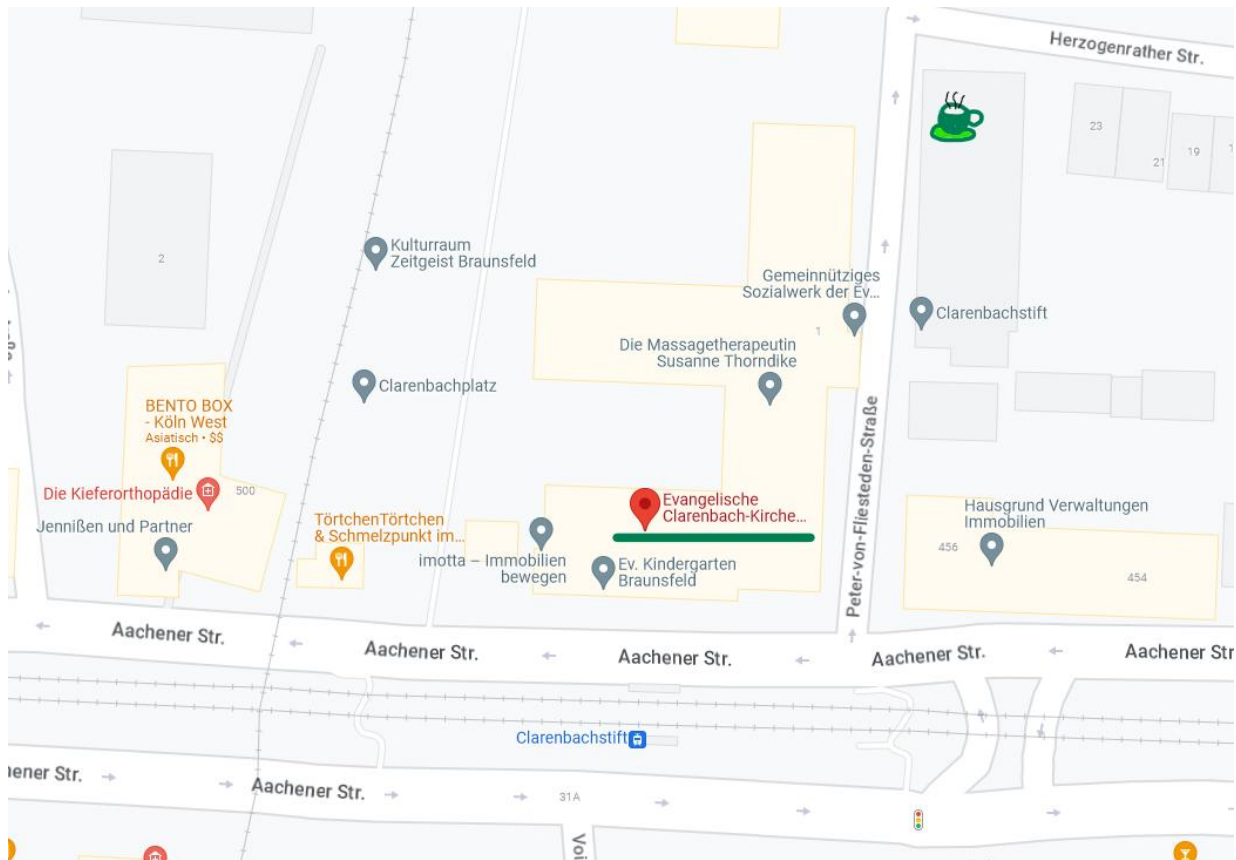 Herzogenrather Str.
23
21
19
2
Kulturraum
Zeitgeist Braunsfeld
Gemeinnütziges
Sozialwerk der Ev...
1
Clarenbachstift
Die Massagetherapeutin
Susanne Thorndike
Clarenbachplatz
BENTO BOX
- Köln West
Asiatisch • $$
Peter-von-Fliesteden-Straße
Die Kieferorthopädie
500
Evangelische
Clarenbach-Kirche...
Hausgrund Verwaltungen
Immobilien
Jennißen und Partner
TörtchenTörtchen
& Schmelzpunkt im...
456
imotta – Immobilien
bewegen
Ev. Kindergarten
Braunsfeld
454
Aachener Str.
Aachener Str.
Aachener Str.
Aachener Str.
Aachener Str
Clarenbachstift
ener Str.
Aachener Str.
31A
Voi